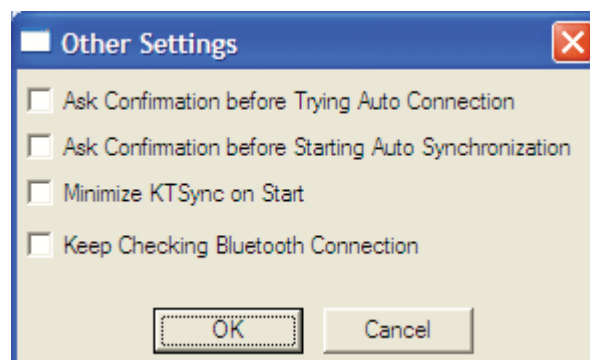 Other Settings
Ask Confirmation before Trying Auto Connection
Ask Confirmation before Starting Auto Synchronization
Minimize KTSync on Start
Keep Checking Bluetooth Connection
OK Cancel